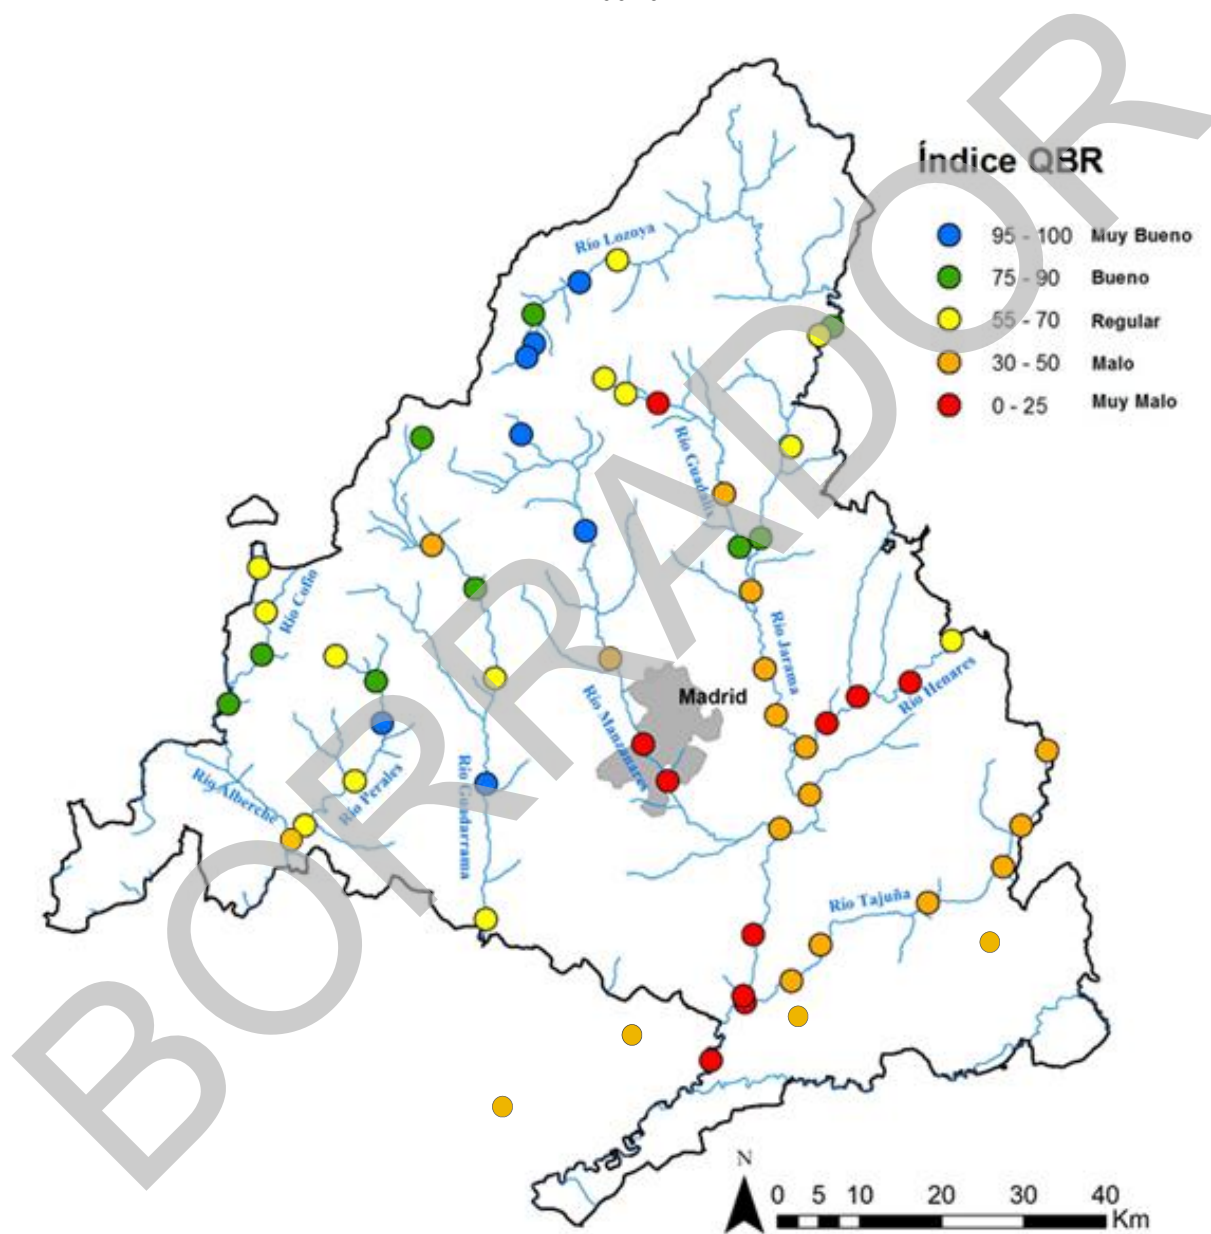 Índice QBR
95 - 100 Muy Bueno
75 - 90 Bueno
55 - 70 Regular
30 - 50 Malo
0 - 25 Muy Malo
Río Lozoya
Río Guadalix
Río Cofio
Río Jarama
Río Henares
Madrid
Río Manzanares
Río Alberche
Río Perales
Río Guadarrama
Río Tajuña
BORRADOR
N
0 5 10 20 30 40
Km